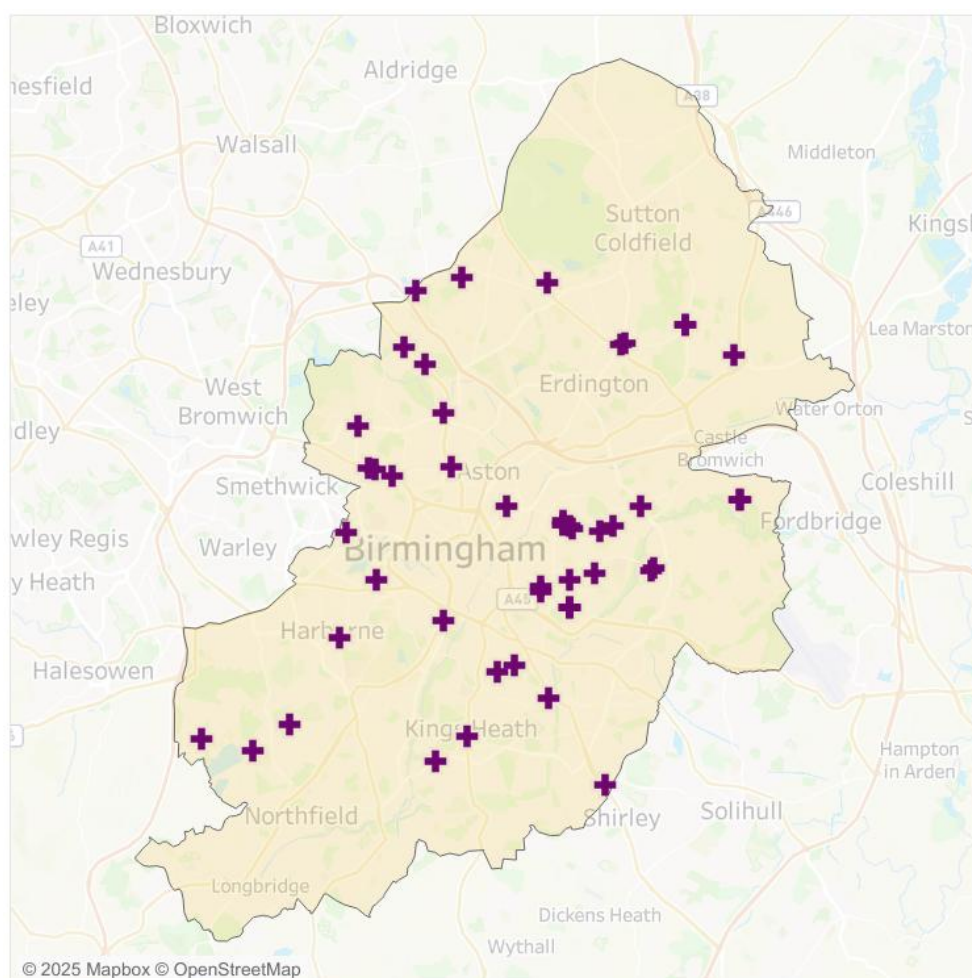 Bloxwich
Aldridge
nesfield
A38
Walsall
Middleton
Sutton
Coldfield
A446
Kingsl
A41
Wednesbury
eley
Lea Marston
West
Bromwich
Erdington
Water Orton
dley
Castle
Bromwich
Aston
Smethwick
Coleshill
Fordbridge
wley Regis
Warley
Birmingham
y Heath
A45
Harborne
Halesowen
Kings Heath
Hampton
in Arden
Northfield
Shirley
Solihull
Longbridge
Dickens Heath
Wythall
© 2025 Mapbox © OpenStreetMap